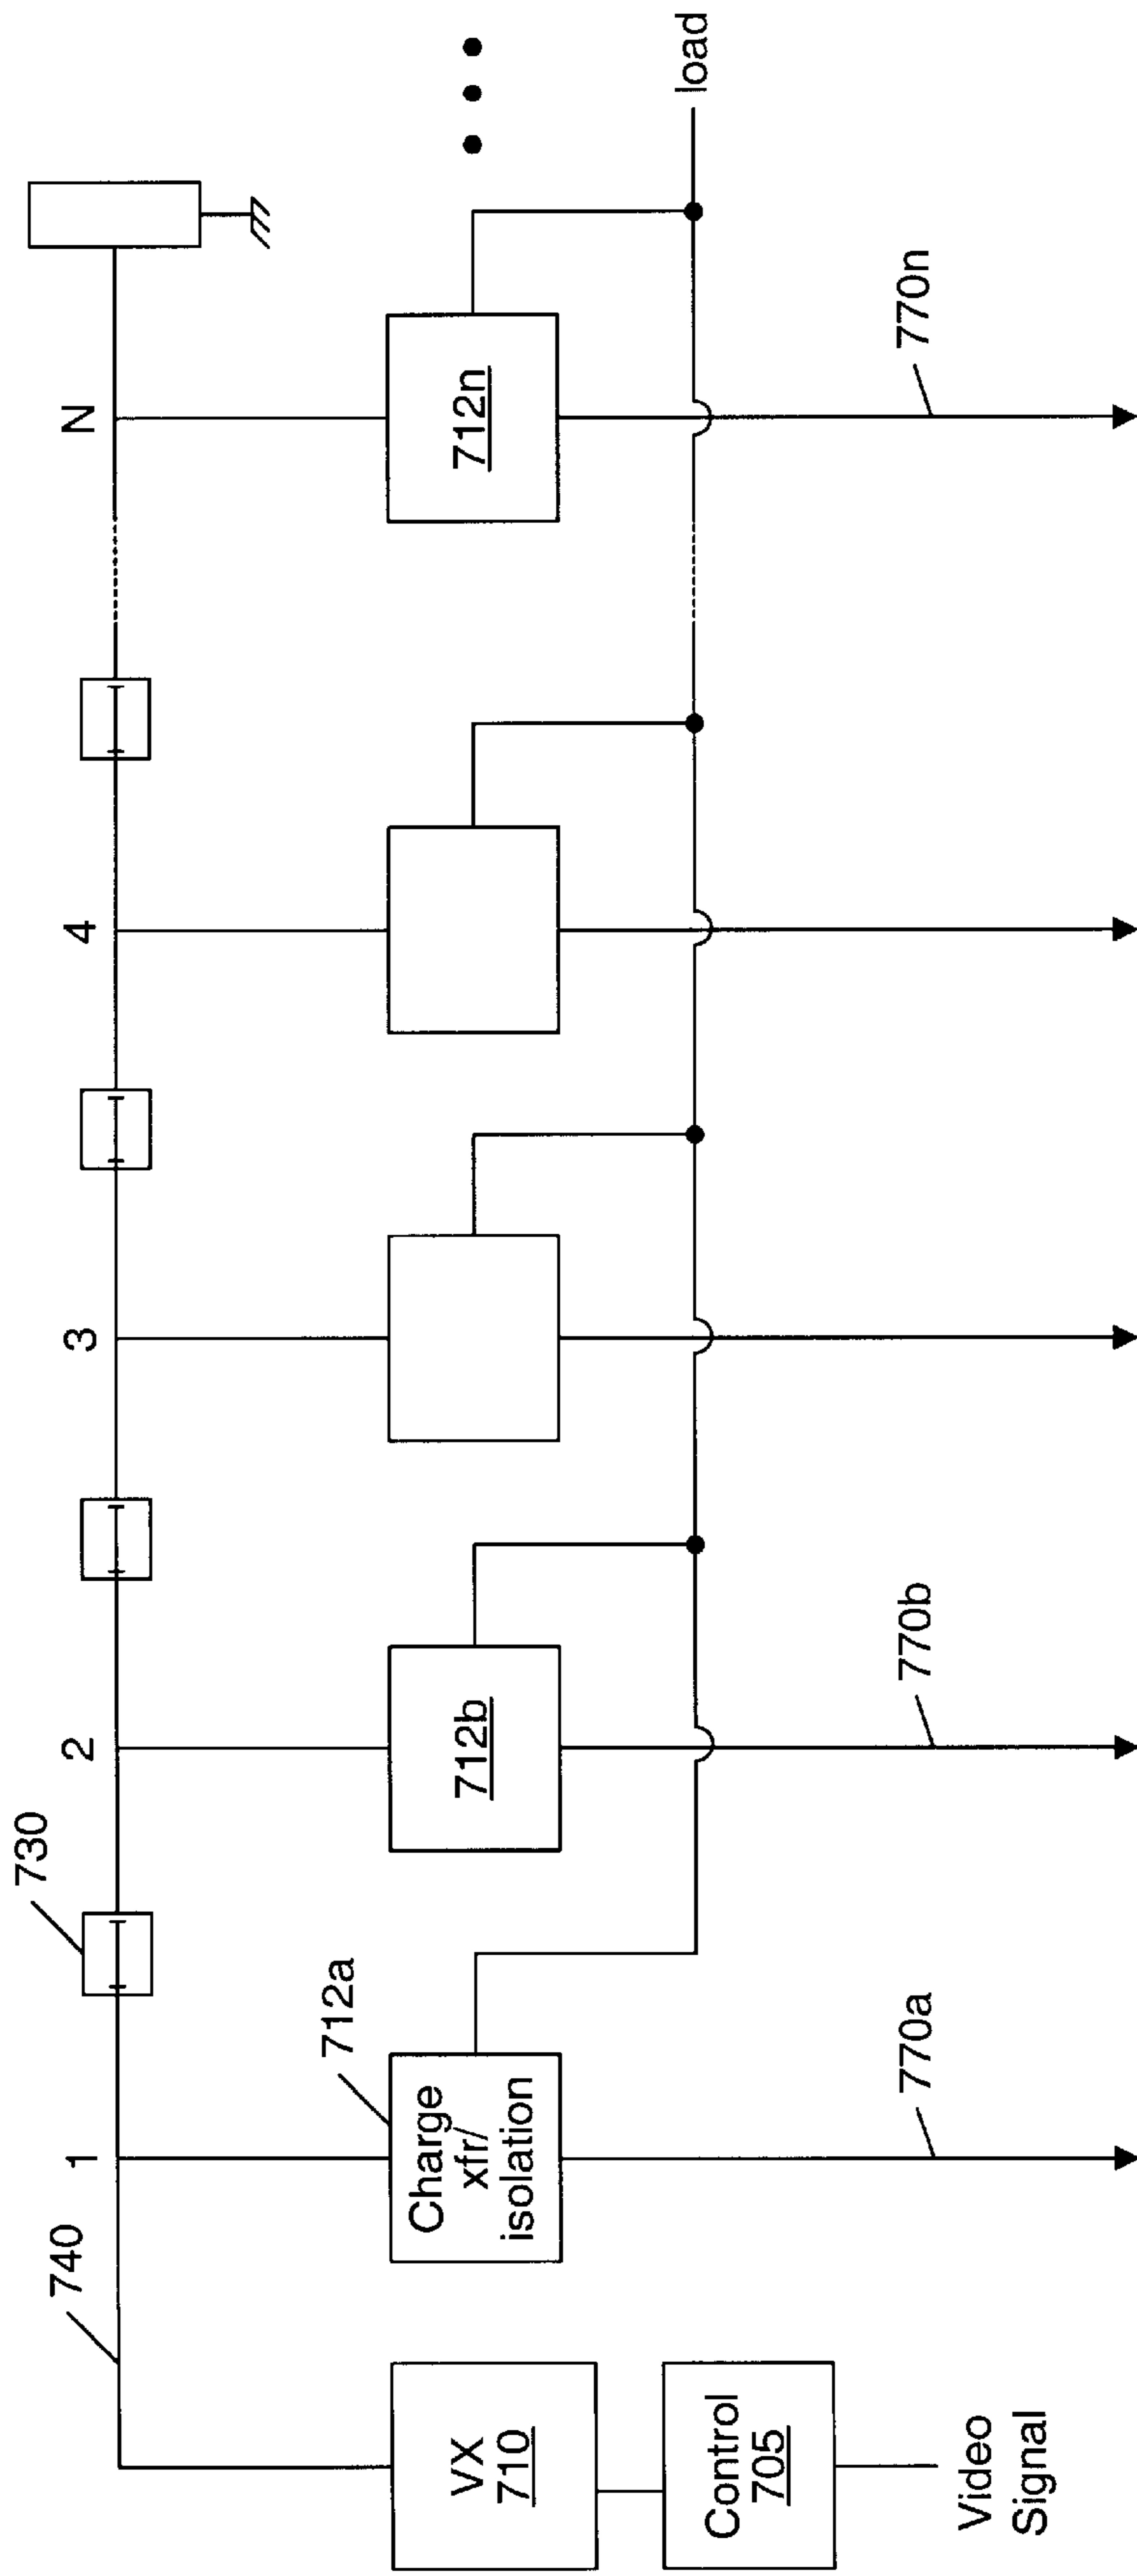 740
1
730
2
3
4
N
712a
Charge
xfr/
isolation
712b
712n
VX
710
Control
705
Video
Signal
load
770a
770b
770n